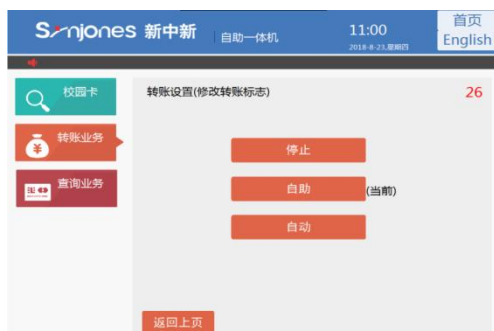 Synjones 新中新 自助一体机
11:00
2018-8-23,星期四
首页
English
校园卡
转账业务
查询业务
转账设置(修改转账标志)
26
停止
自助 (当前)
自动
返回上页